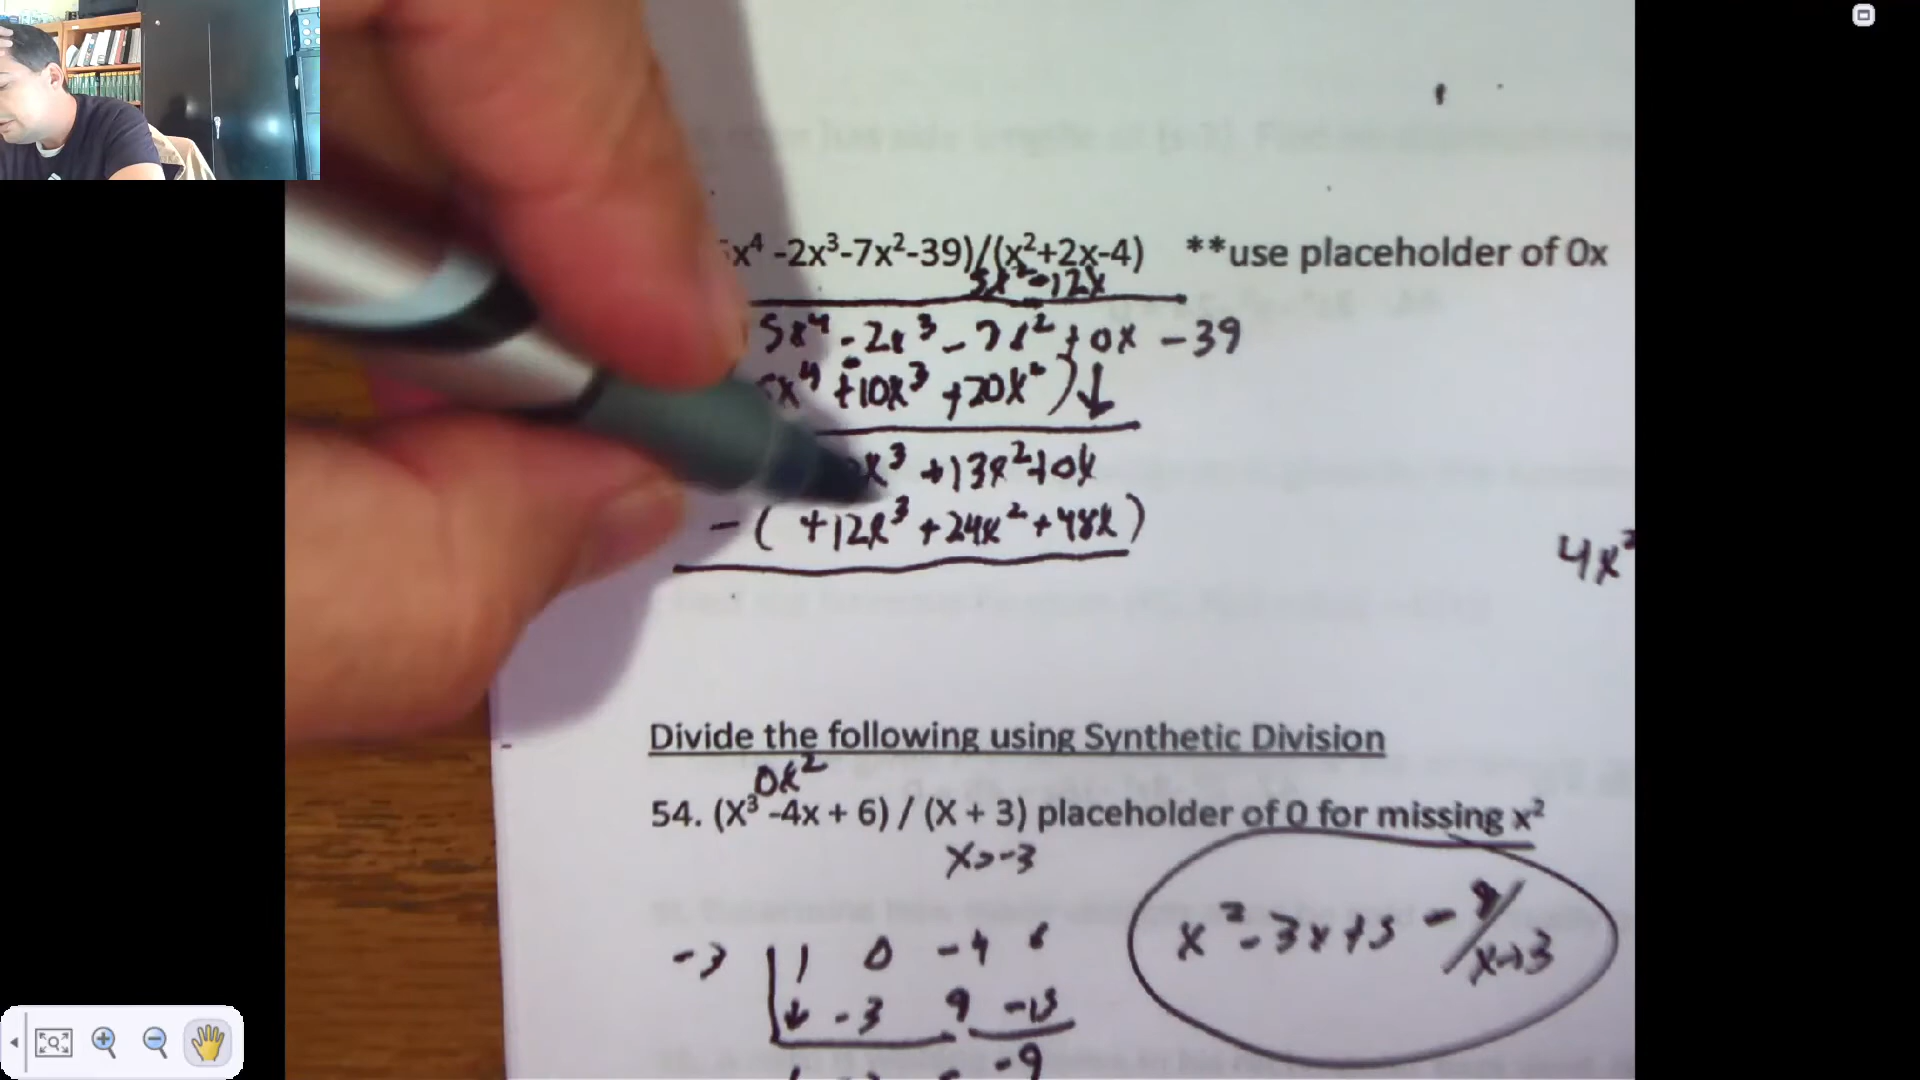 x⁴ -2x³-7x²-39)/(x²+2x-4) **use placeholder of 0x
5x² -12x
5x⁴ -2x³ -7x² +0x -39
5x⁴ +10x³ +20x² )
x³ +13x² +0x
- ( +12x³ +24x² +48x )
4x²
Divide the following using Synthetic Division
0x²
54. (X³ -4x + 6) / (X + 3) placeholder of 0 for missing x²
x=-3
x² -3x+5 - 9/x+3
-3 1 0 -4 6
-3 9 -15
-9